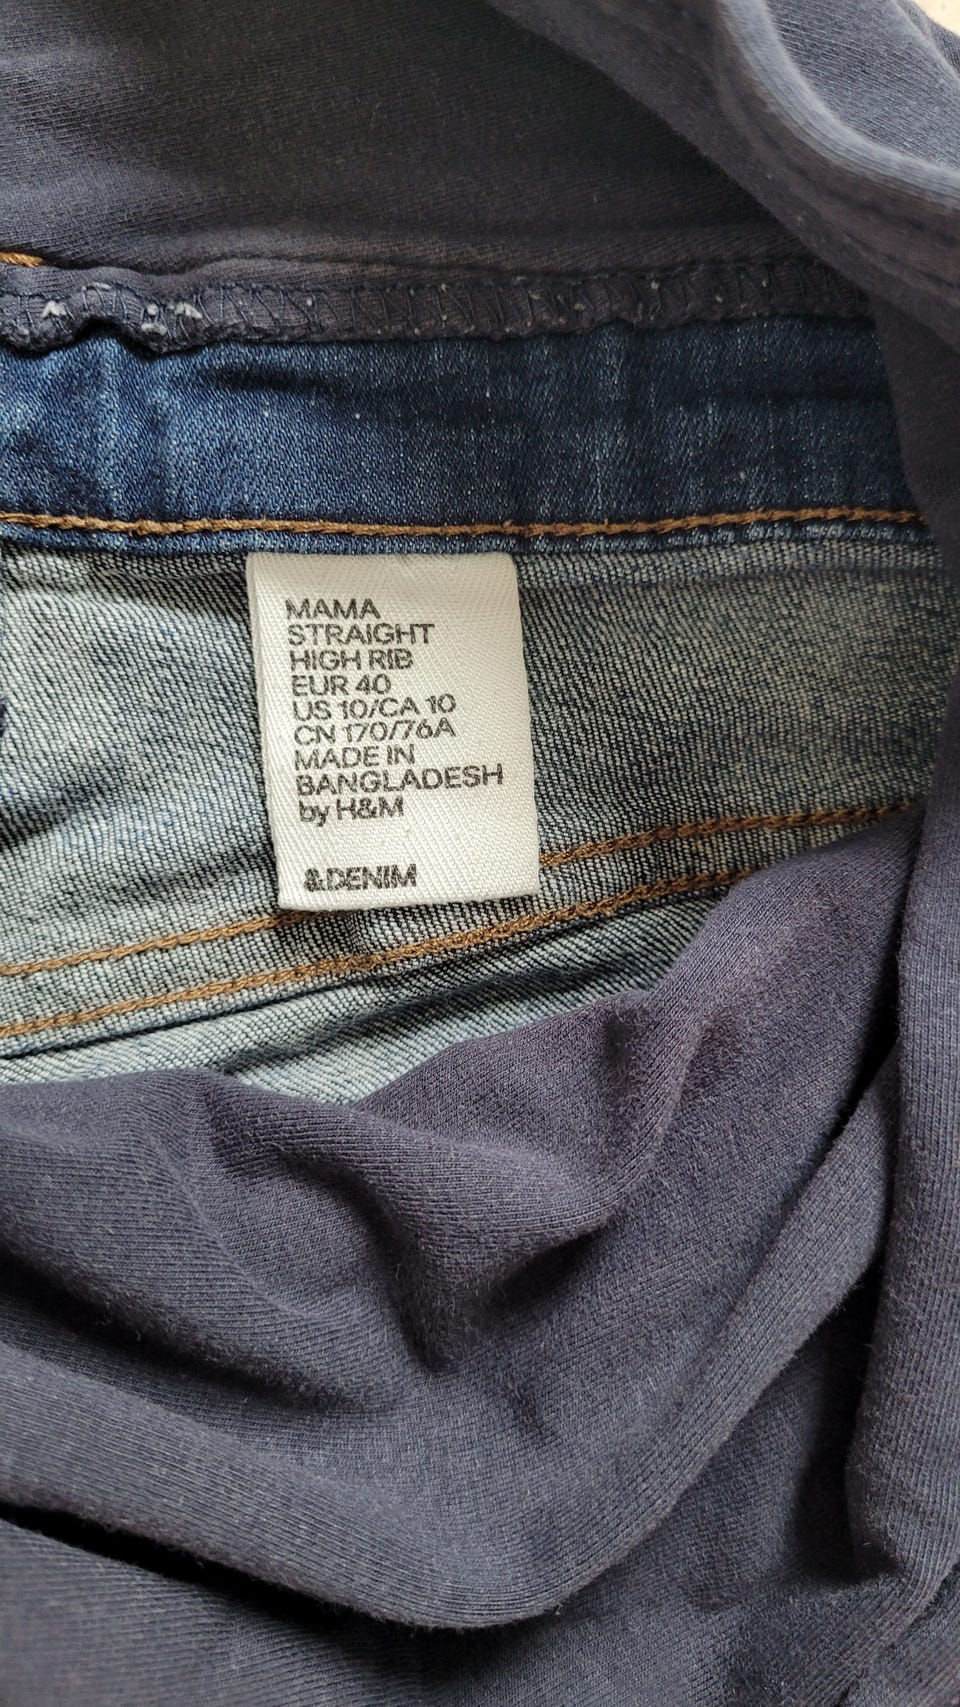 MAMA
STRAIGHT
HIGH RIB
EUR 40
US 10/CA 10
CN 170/76A
MADE IN
BANGLADESH
by H&M
&DENIM